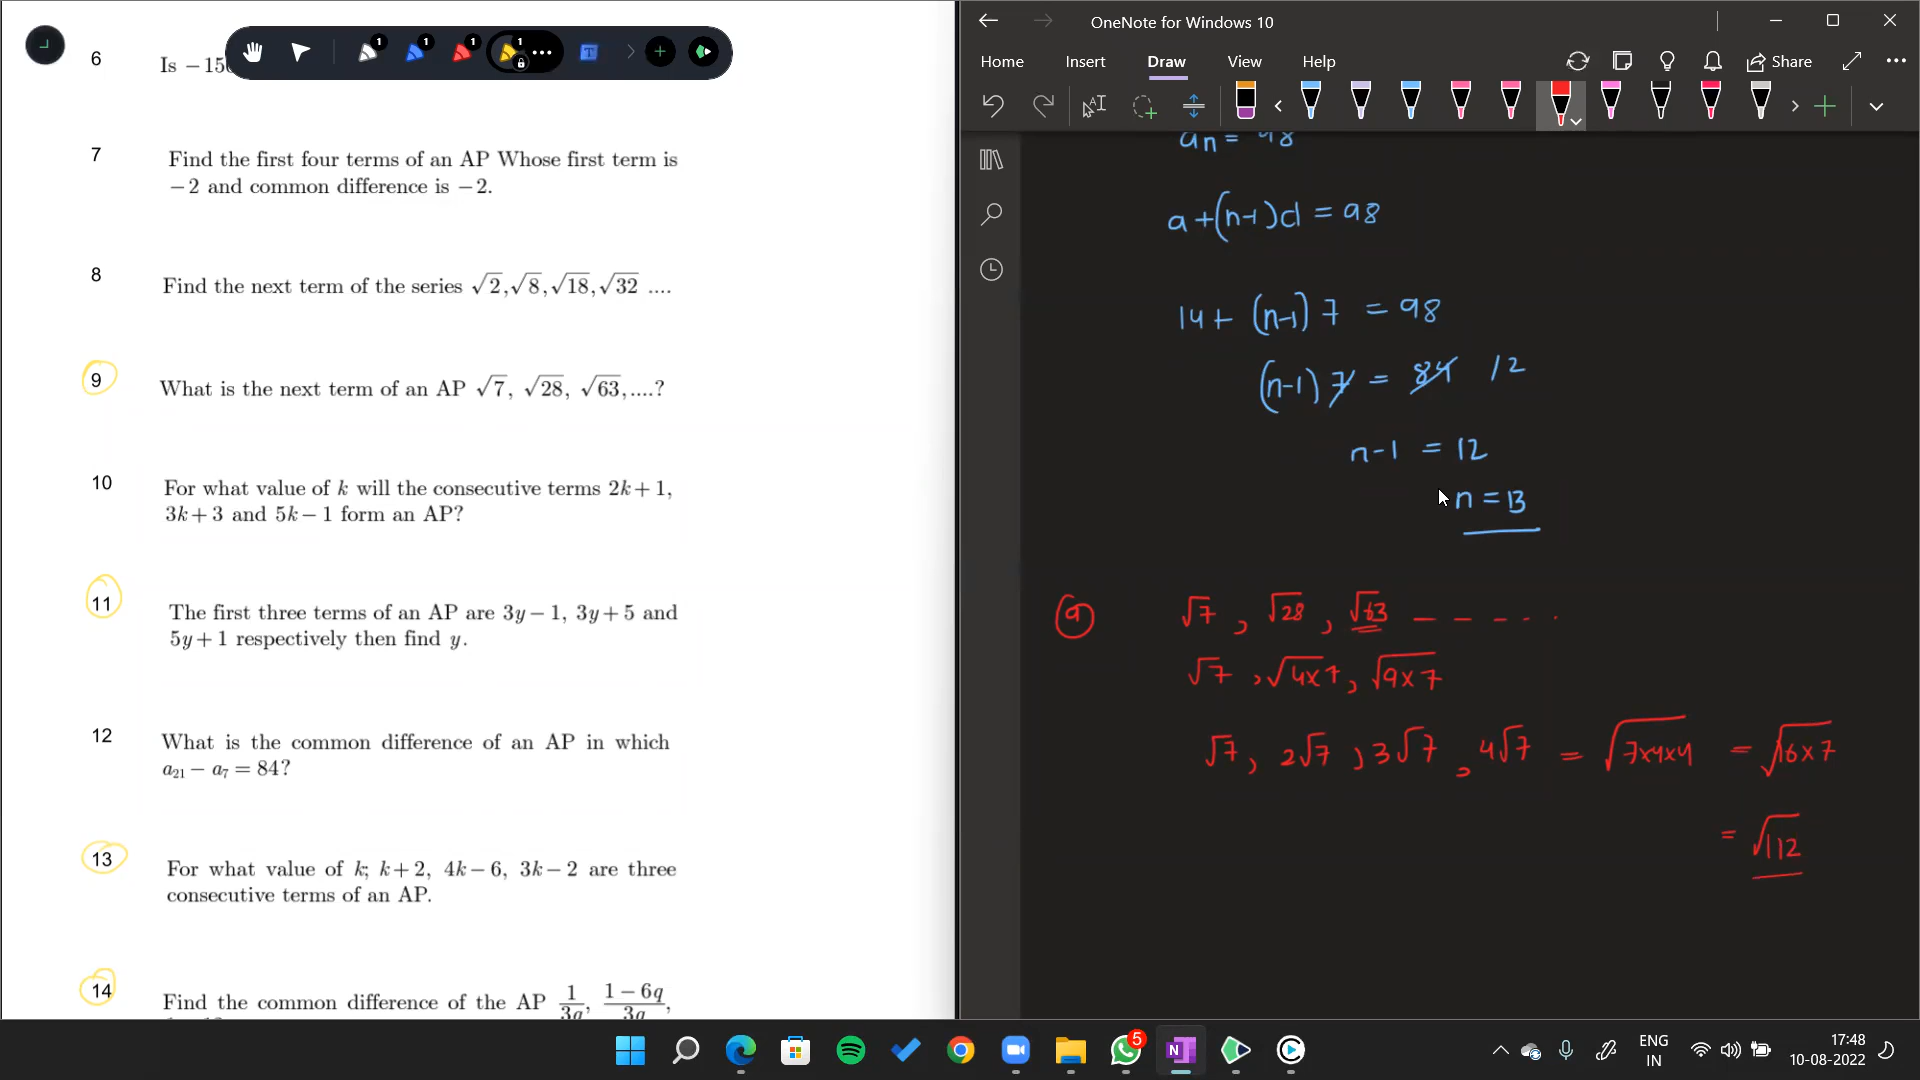 6
Is −15
7
Find the first four terms of an AP Whose first term is
−2 and common difference is −2.
8
Find the next term of the series √2, √8, √18, √32 ....
9
What is the next term of an AP √7, √28, √63, ....?
10
For what value of k will the consecutive terms 2k + 1,
3k + 3 and 5k − 1 form an AP?
11
The first three terms of an AP are 3y − 1, 3y + 5 and
5y + 1 respectively then find y.
12
What is the common difference of an AP in which
a₂₁ − a₇ = 84?
13
For what value of k; k + 2, 4k − 6, 3k − 2 are three
consecutive terms of an AP.
14
Find the common difference of the AP 1/3q, (1 − 6q)/3q,
OneNote for Windows 10
Home Insert Draw View Help Share
an = 98
a + (n-1)d = 98
14 + (n-1) 7 = 98
(n-1) 7 = 84 12
n-1 = 12
n = 13
9 √7, √28, √63 - - - - - -
√7, √4×7, √9×7
√7, 2√7, 3√7, 4√7 = √7×4×4 = √16×7
= √112
5
ENG
IN
17:48
10-08-2022